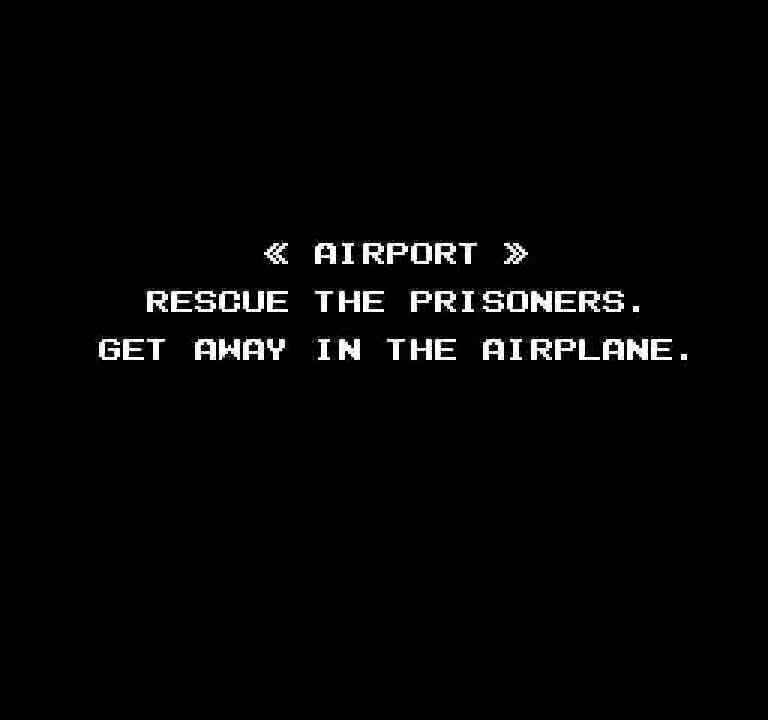 « AIRPORT »
RESCUE THE PRISONERS.
GET AWAY IN THE AIRPLANE.